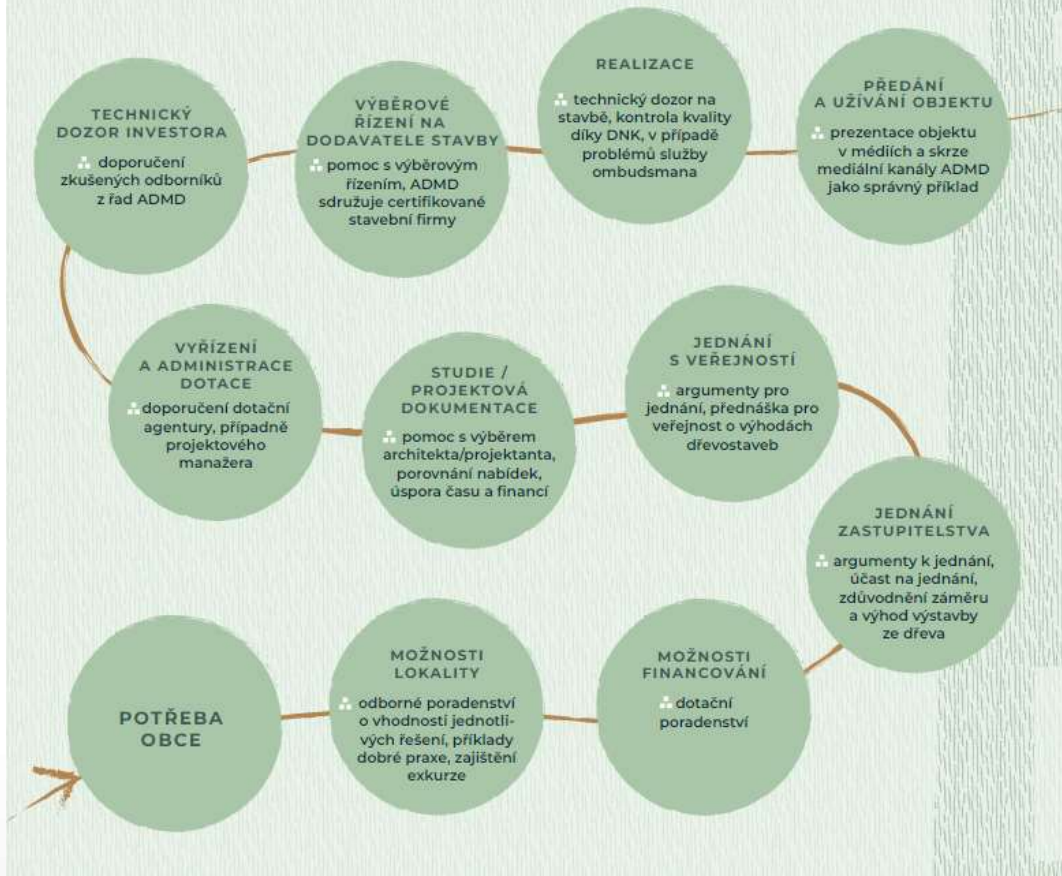 TECHNICKÝ
DOZOR INVESTORA
doporučení
zkušených odborníků
z řad ADMD
VÝBĚROVÉ
ŘÍZENÍ NA
DODAVATELE STAVBY
pomoc s výběrovým
řízením, ADMD
sdružuje certifikované
stavební firmy
REALIZACE
technický dozor na
stavbě, kontrola kvality
díky DNK, v případě
problémů služby
ombudsmana
PŘEDÁNÍ
A UŽÍVÁNÍ OBJEKTU
prezentace objektu
v médiích a skrze
mediální kanály ADMD
jako správný příklad
VYŘÍZENÍ
A ADMINISTRACE
DOTACE
doporučení dotační
agentury, případně
projektového
manažera
STUDIE /
PROJEKTOVÁ
DOKUMENTACE
pomoc s výběrem
architekta/projektanta,
porovnání nabídek,
úspora času a financí
JEDNÁNÍ
S VEŘEJNOSTÍ
argumenty pro
jednání, přednáška pro
veřejnost o výhodách
dřevostaveb
JEDNÁNÍ
ZASTUPITELSTVA
argumenty k jednání,
účast na jednání,
zdůvodnění záměru
a výhod výstavby
ze dřeva
POTŘEBA
OBCE
MOŽNOSTI
LOKALITY
odborné poradenství
o vhodností jednotli-
vých řešení, příklady
dobré praxe, zajištění
exkurze
MOŽNOSTI
FINANCOVÁNÍ
dotační
poradenství